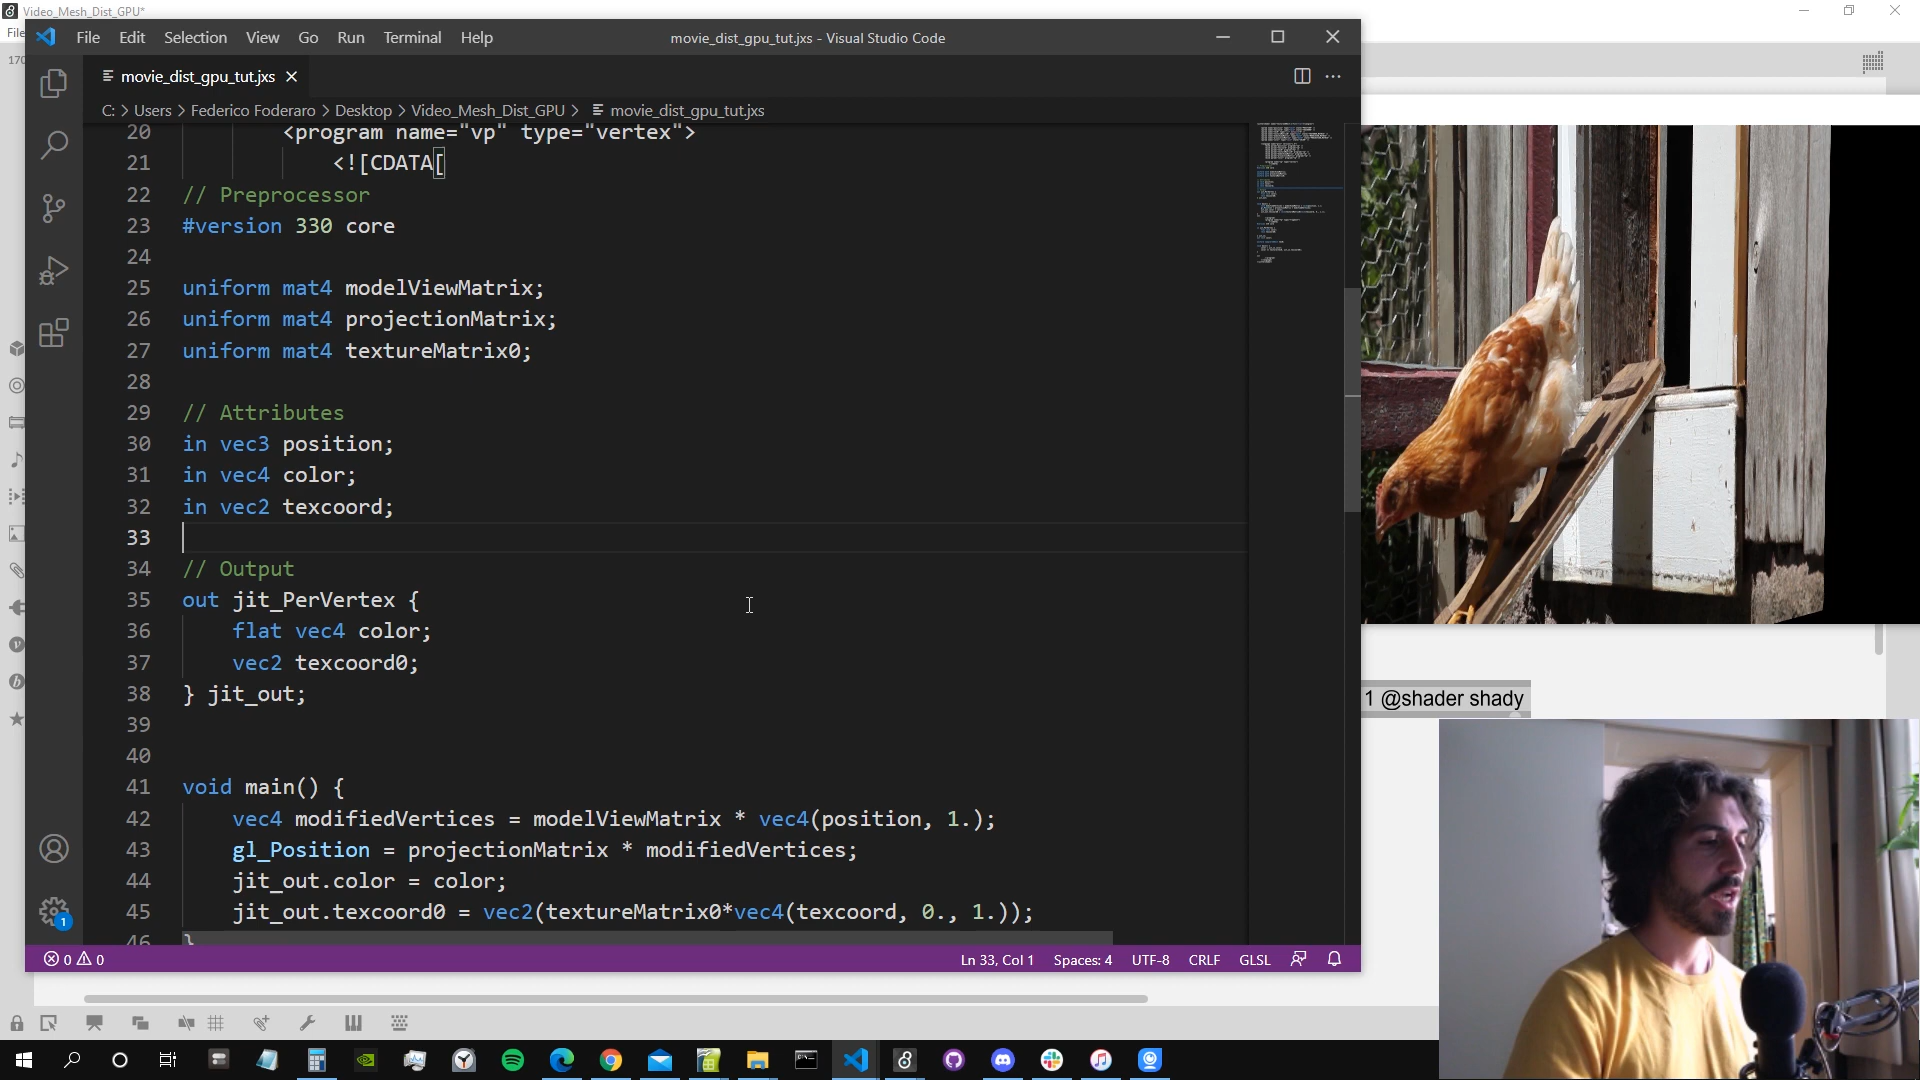 Video_Mesh_Dist_GPU*
File
170
File Edit Selection View Go Run Terminal Help
movie_dist_gpu_tut.jxs - Visual Studio Code
movie_dist_gpu_tut.jxs
C: > Users > Federico Foderaro > Desktop > Video_Mesh_Dist_GPU > movie_dist_gpu_tut.jxs
20 <program name="vp" type="vertex">
21 <![CDATA[
22 // Preprocessor
23 #version 330 core
24
25 uniform mat4 modelViewMatrix;
26 uniform mat4 projectionMatrix;
27 uniform mat4 textureMatrix0;
28
29 // Attributes
30 in vec3 position;
31 in vec4 color;
32 in vec2 texcoord;
33
34 // Output
35 out jit_PerVertex {
36 flat vec4 color;
37 vec2 texcoord0;
38 } jit_out;
39
40
41 void main() {
42 vec4 modifiedVertices = modelViewMatrix * vec4(position, 1.);
43 gl_Position = projectionMatrix * modifiedVertices;
44 jit_out.color = color;
45 jit_out.texcoord0 = vec2(textureMatrix0*vec4(texcoord, 0., 1.));
46 }
1 @shader shady
1
0 0
Ln 33, Col 1 Spaces: 4 UTF-8 CRLF GLSL